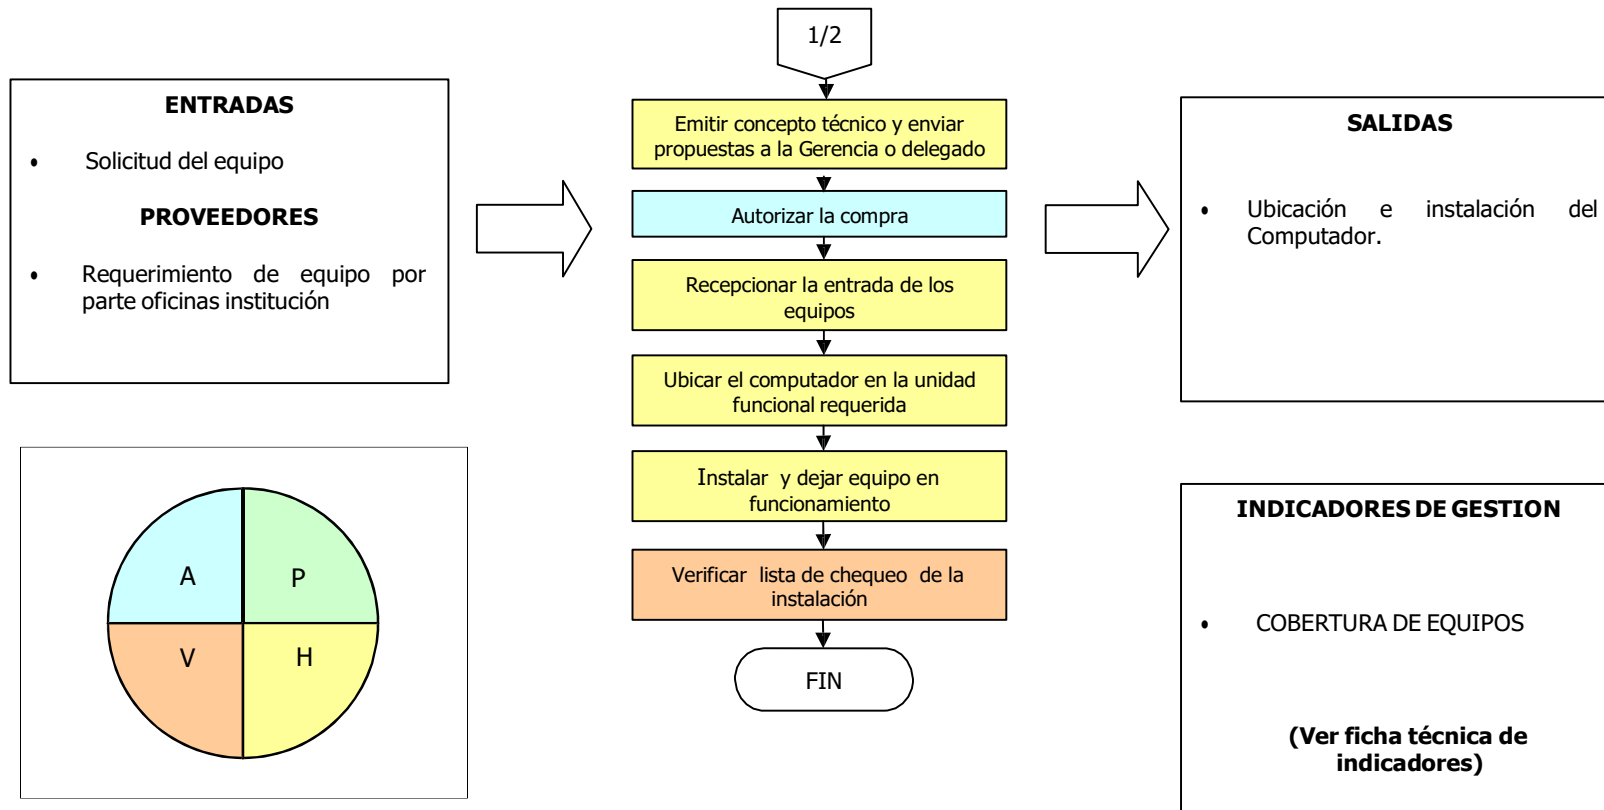 1/2
ENTRADAS
• Solicitud del equipo
PROVEEDORES
• Requerimiento de equipo por
parte oficinas institución
Emitir concepto técnico y enviar
propuestas a la Gerencia o delegado
Autorizar la compra
Recepcionar la entrada de los
equipos
Ubicar el computador en la unidad
funcional requerida
Instalar y dejar equipo en
funcionamiento
Verificar lista de chequeo de la
instalación
FIN
SALIDAS
• Ubicación e instalación del
Computador.
A
P
V
H
INDICADORES DE GESTION
• COBERTURA DE EQUIPOS
(Ver ficha técnica de
indicadores)